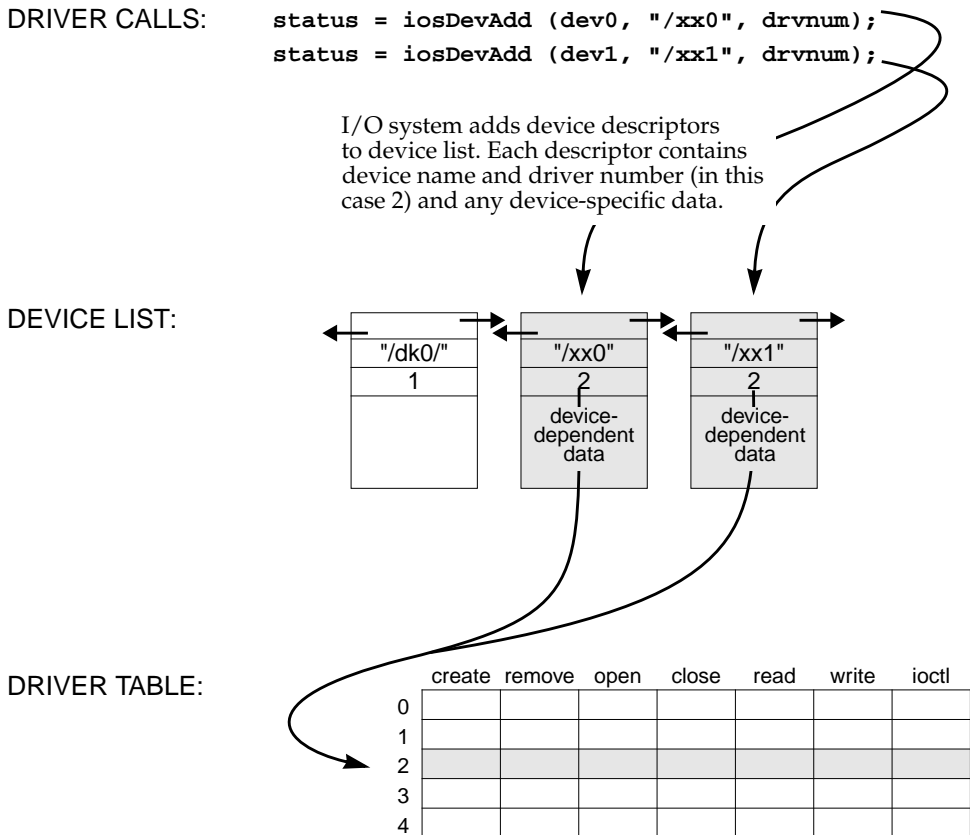 DRIVER CALLS: status = iosDevAdd (dev0, "/xx0", drvnum);
status = iosDevAdd (dev1, "/xx1", drvnum);
I/O system adds device descriptors
to device list. Each descriptor contains
device name and driver number (in this
case 2) and any device-specific data.
DEVICE LIST:
"/dk0/" "/xx0" "/xx1"
1 2 2
device- device-
dependent dependent
data data
DRIVER TABLE: create remove open close read write ioctl
0
1
2
3
4